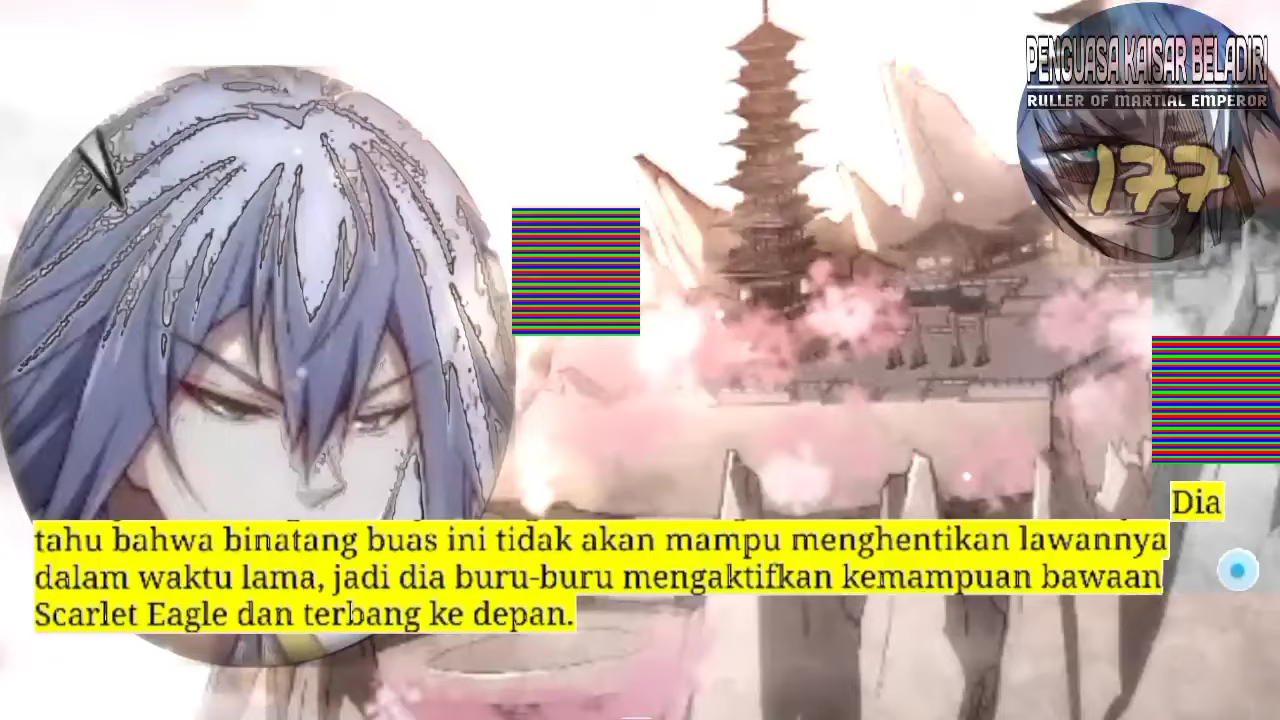 PENGUASA KAISAR BELADIRI
RULLER OF MARTIAL EMPEROR
177
Dia
tahu bahwa binatang buas ini tidak akan mampu menghentikan lawannya
dalam waktu lama, jadi dia buru-buru mengaktifkan kemampuan bawaan
Scarlet Eagle dan terbang ke depan.